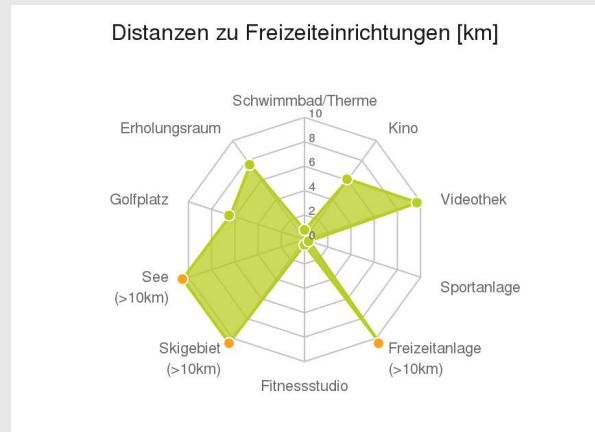 Distanzen zu Freizeiteinrichtungen [km]
Schwimmbad/Therme
10
Erholungsraum
Kino
8
6
Golfplatz
Videothek
4
2
0
See
(>10km)
Sportanlage
Skigebiet
(>10km)
Freizeitanlage
(>10km)
Fitnessstudio